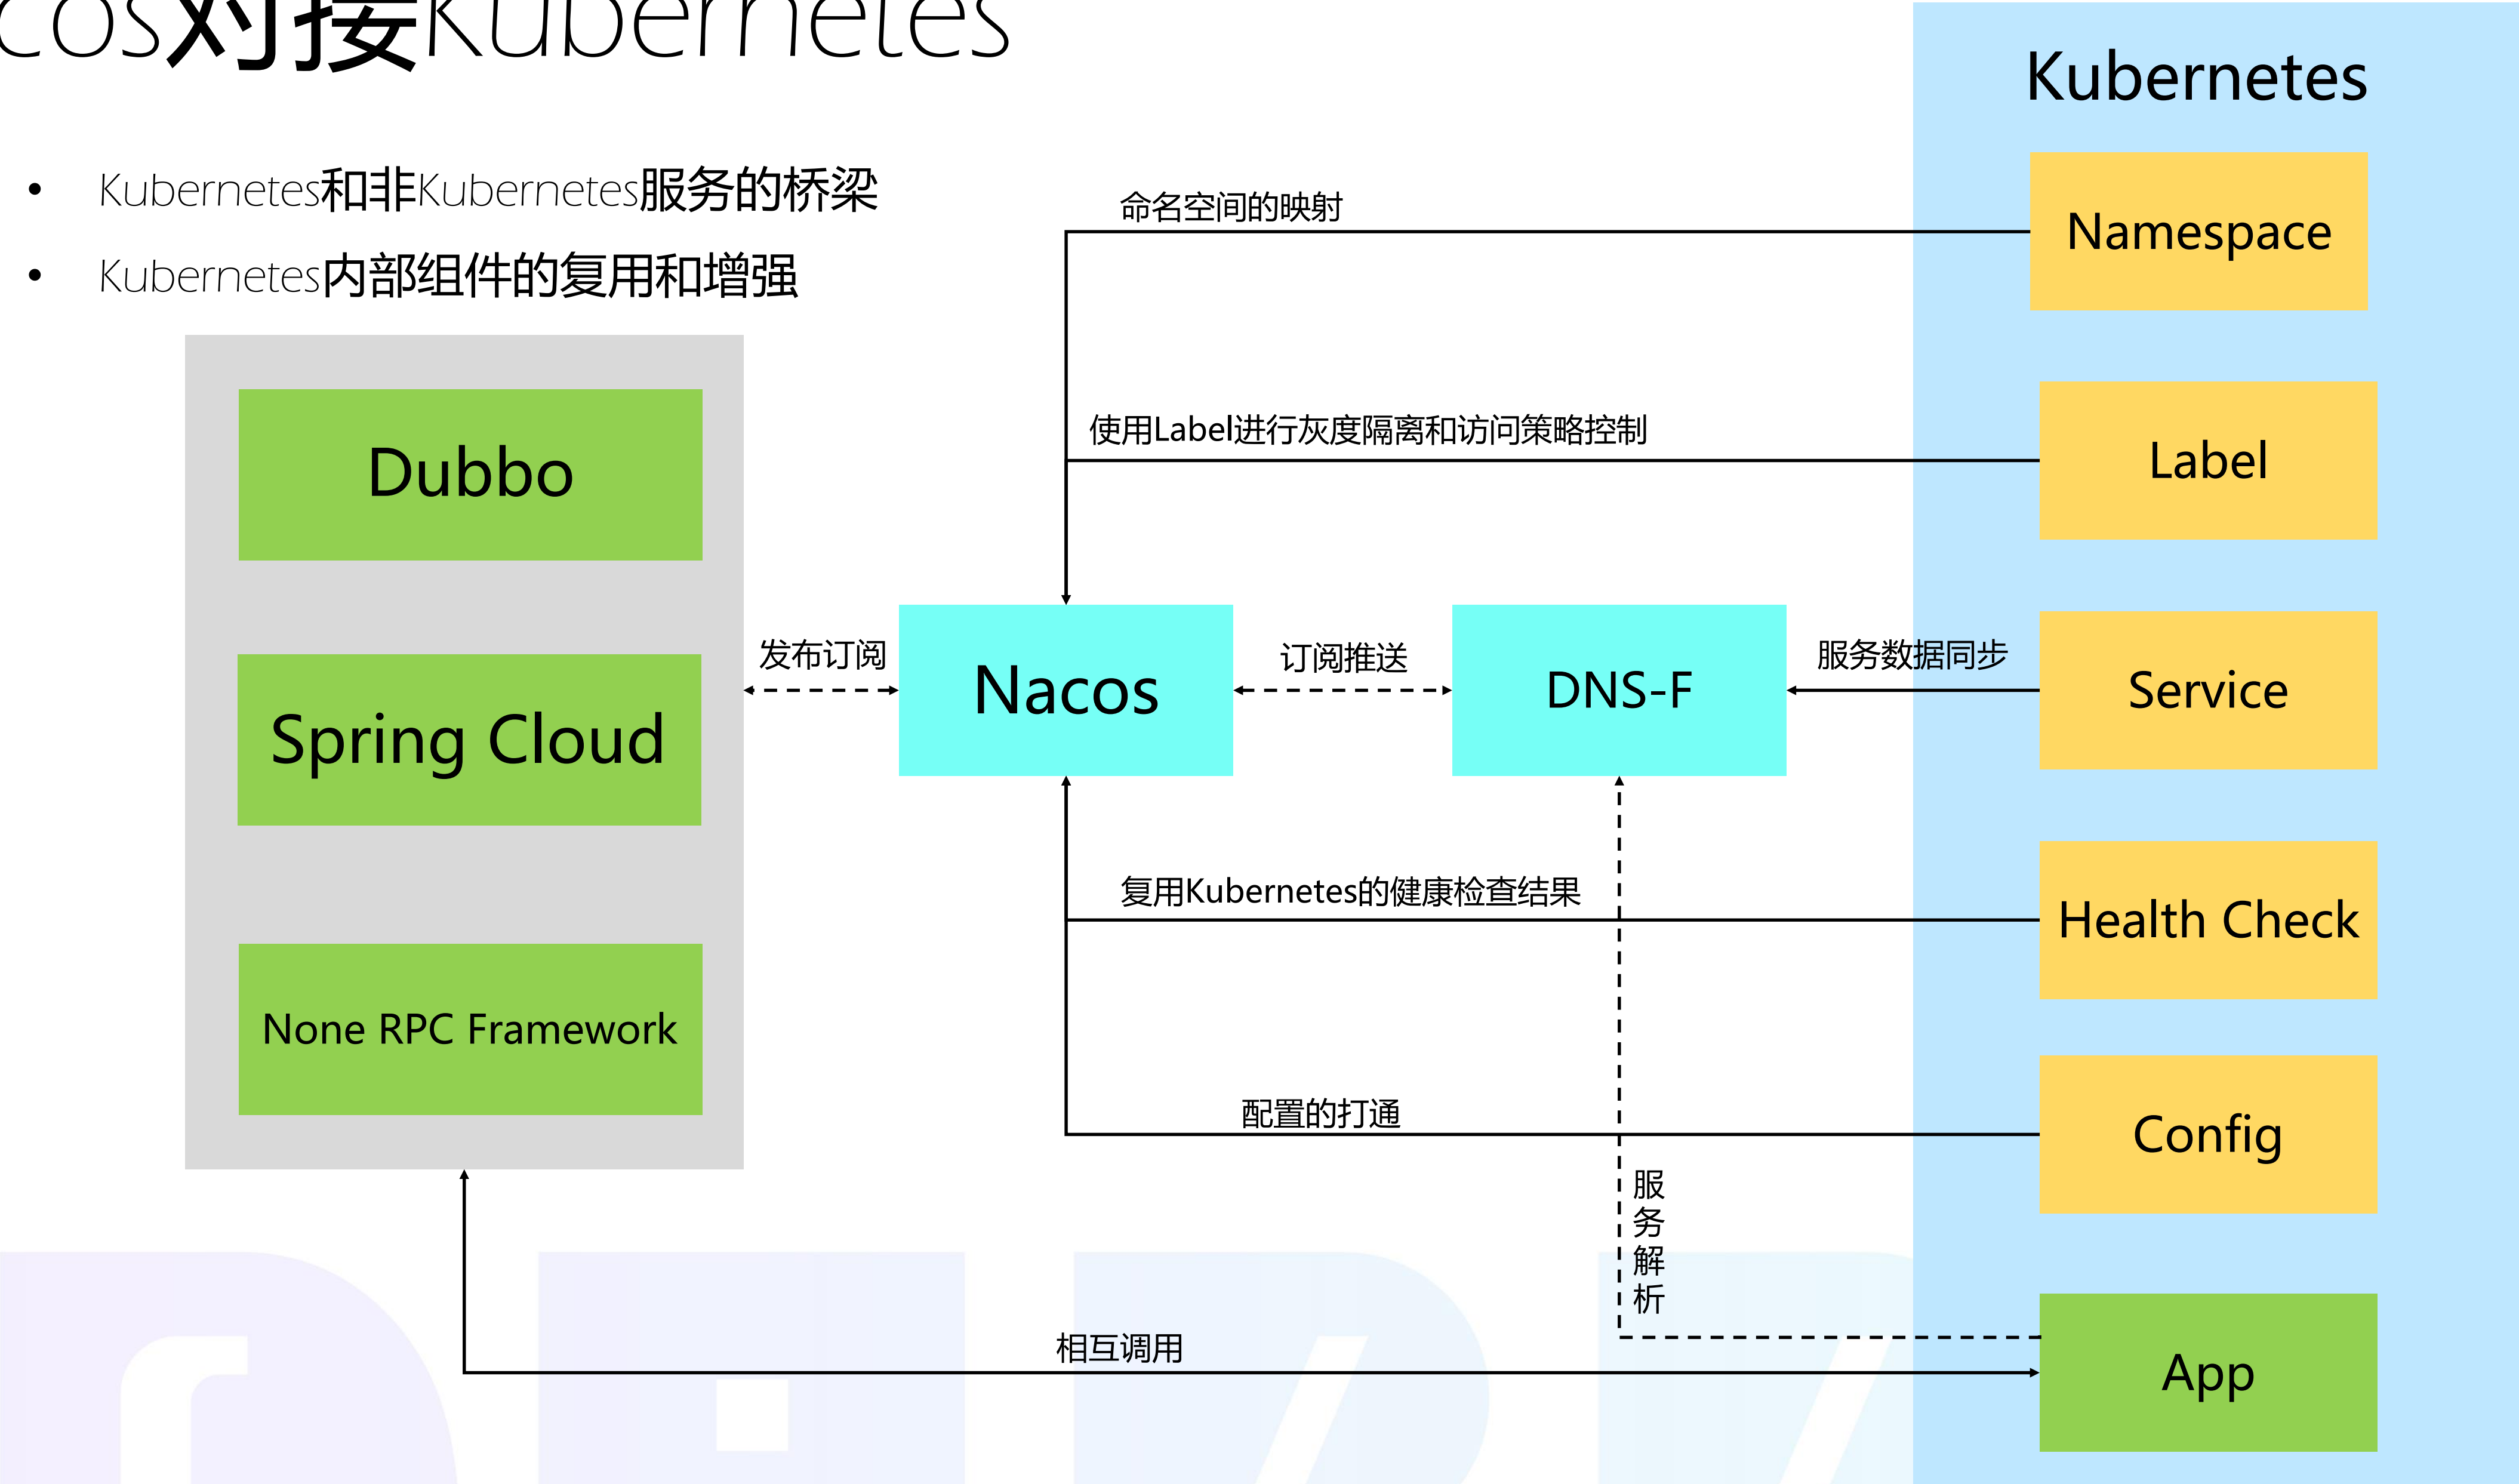 cos对接Kubernetes
• Kubernetes和非Kubernetes服务的桥梁
• Kubernetes内部组件的复用和增强
Kubernetes
Namespace
命名空间的映射
Label
使用Label进行灰度隔离和访问策略控制
Dubbo
Spring Cloud
None RPC Framework
发布订阅
Nacos
订阅推送
DNS-F
服务数据同步
Service
复用Kubernetes的健康检查结果
Health Check
配置的打通
Config
服
务
解
析
相互调用
App